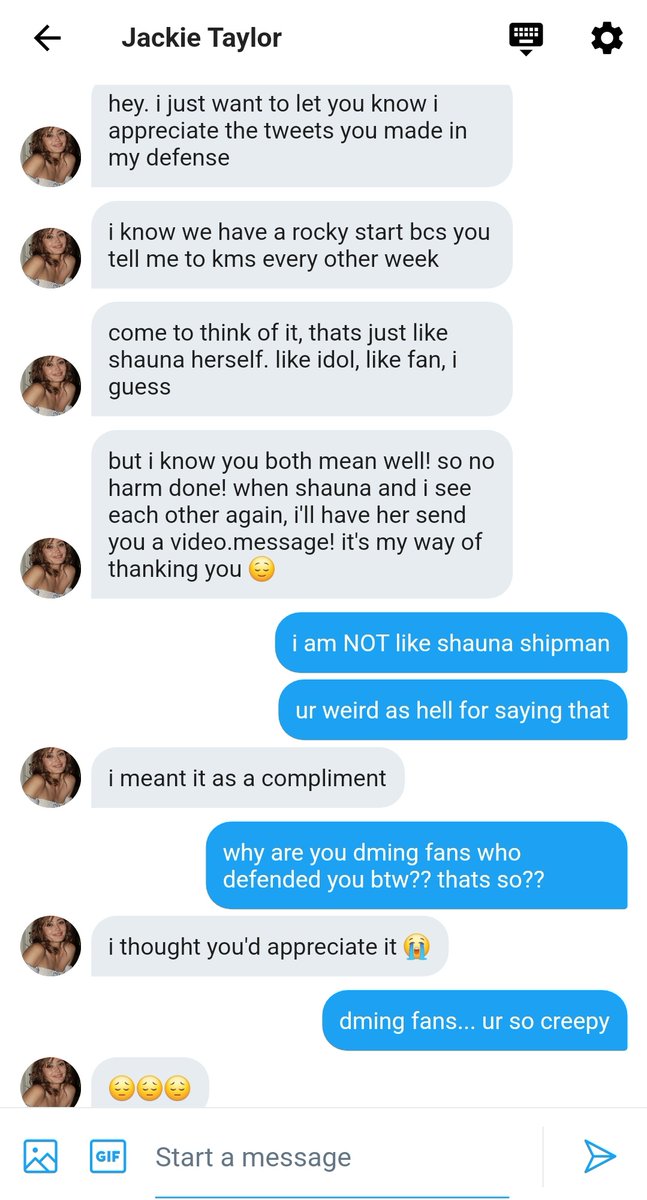 Jackie Taylor
hey. i just want to let you know i
appreciate the tweets you made in
my defense
i know we have a rocky start bcs you
tell me to kms every other week
come to think of it, thats just like
shauna herself. like idol, like fan, i
guess
but i know you both mean well! so no
harm done! when shauna and i see
each other again, i'll have her send
you a video.message! it's my way of
thanking you 😌
i am NOT like shauna shipman
ur weird as hell for saying that
i meant it as a compliment
why are you dming fans who
defended you btw?? thats so??
i thought you'd appreciate it 😭
dming fans... ur so creepy
😔😔😔
GIF
Start a message